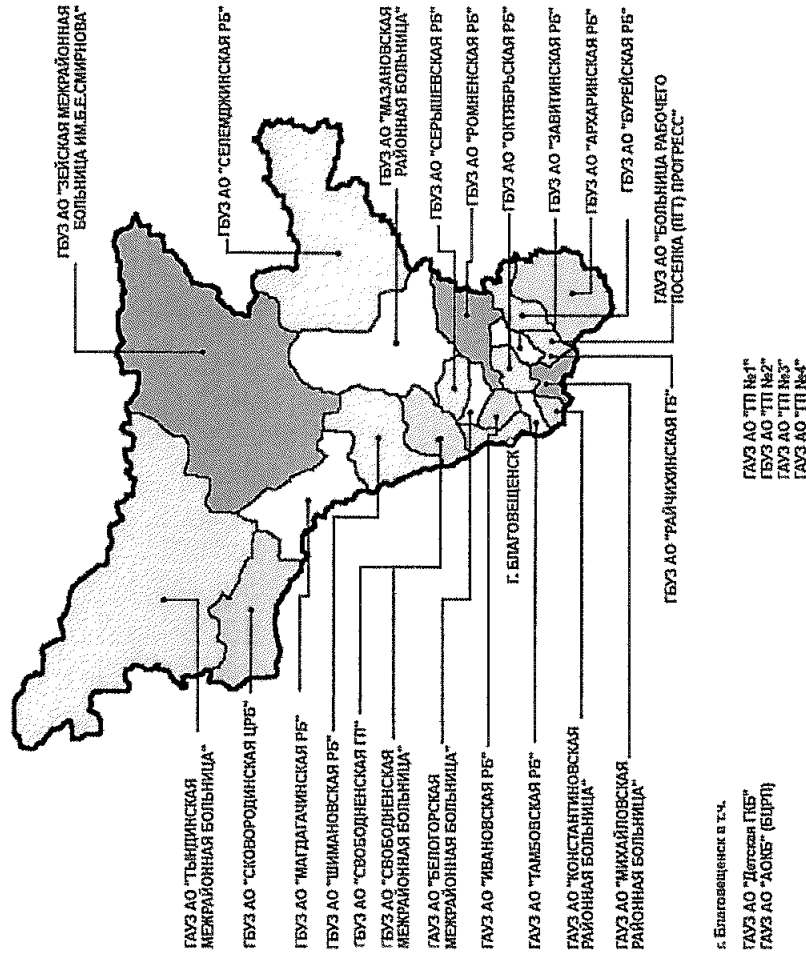 ГБУЗ АО "ЗЕЙСКАЯ МЕЖРАЙОННАЯ
БОЛЬНИЦА ИМ.Б.Е.СМИРНОВА"
ГБУЗ АО "СЕЛЕМДЖИНСКАЯ РБ"
ГБУЗ АО "МАЗАНОВСКАЯ
РАЙОННАЯ БОЛЬНИЦА"
ГБУЗ АО "СЕРЫШЕВСКАЯ РБ"
ГБУЗ АО "РОМНЕНСКАЯ РБ"
ГБУЗ АО "ОКТЯБРЬСКАЯ РБ"
ГБУЗ АО "ЗАВИТИНСКАЯ РБ"
ГБУЗ АО "АРХАРИНСКАЯ РБ"
ГБУЗ АО "БУРЕЙСКАЯ РБ"
ГАУЗ АО "БОЛЬНИЦА РАБОЧЕГО
ПОСЕЛКА (ПГТ) ПРОГРЕСС"
ГБУЗ АО "РАЙЧИХИНСКАЯ ГБ"
Г. БЛАГОВЕЩЕНСК
ГАУЗ АО "ТЫНДИНСКАЯ
МЕЖРАЙОННАЯ БОЛЬНИЦА"
ГБУЗ АО "СКОВОРОДИНСКАЯ ЦРБ"
ГБУЗ АО "МАГДАГАЧИНСКАЯ РБ"
ГБУЗ АО "ШИМАНОВСКАЯ РБ"
ГБУЗ АО "СВОБОДНЕНСКАЯ ГП"
ГБУЗ АО "СВОБОДНЕНСКАЯ
МЕЖРАЙОННАЯ БОЛЬНИЦА"
ГАУЗ АО "БЕЛОГОРСКАЯ
МЕЖРАЙОННАЯ БОЛЬНИЦА"
ГАУЗ АО "ИВАНОВСКАЯ РБ"
ГАУЗ АО "ТАМБОВСКАЯ РБ"
ГАУЗ АО "КОНСТАНТИНОВСКАЯ
РАЙОННАЯ БОЛЬНИЦА"
ГАУЗ АО "МИХАЙЛОВСКАЯ
РАЙОННАЯ БОЛЬНИЦА"
г. Благовещенск в т.ч.
ГАУЗ АО "Детская ГКБ"
ГАУЗ АО "АОКБ" (БЦРП)
ГАУЗ АО "ГП №1"
ГБУЗ АО "ГП №2"
ГАУЗ АО "ГП №3"
ГАУЗ АО "ГП №4"